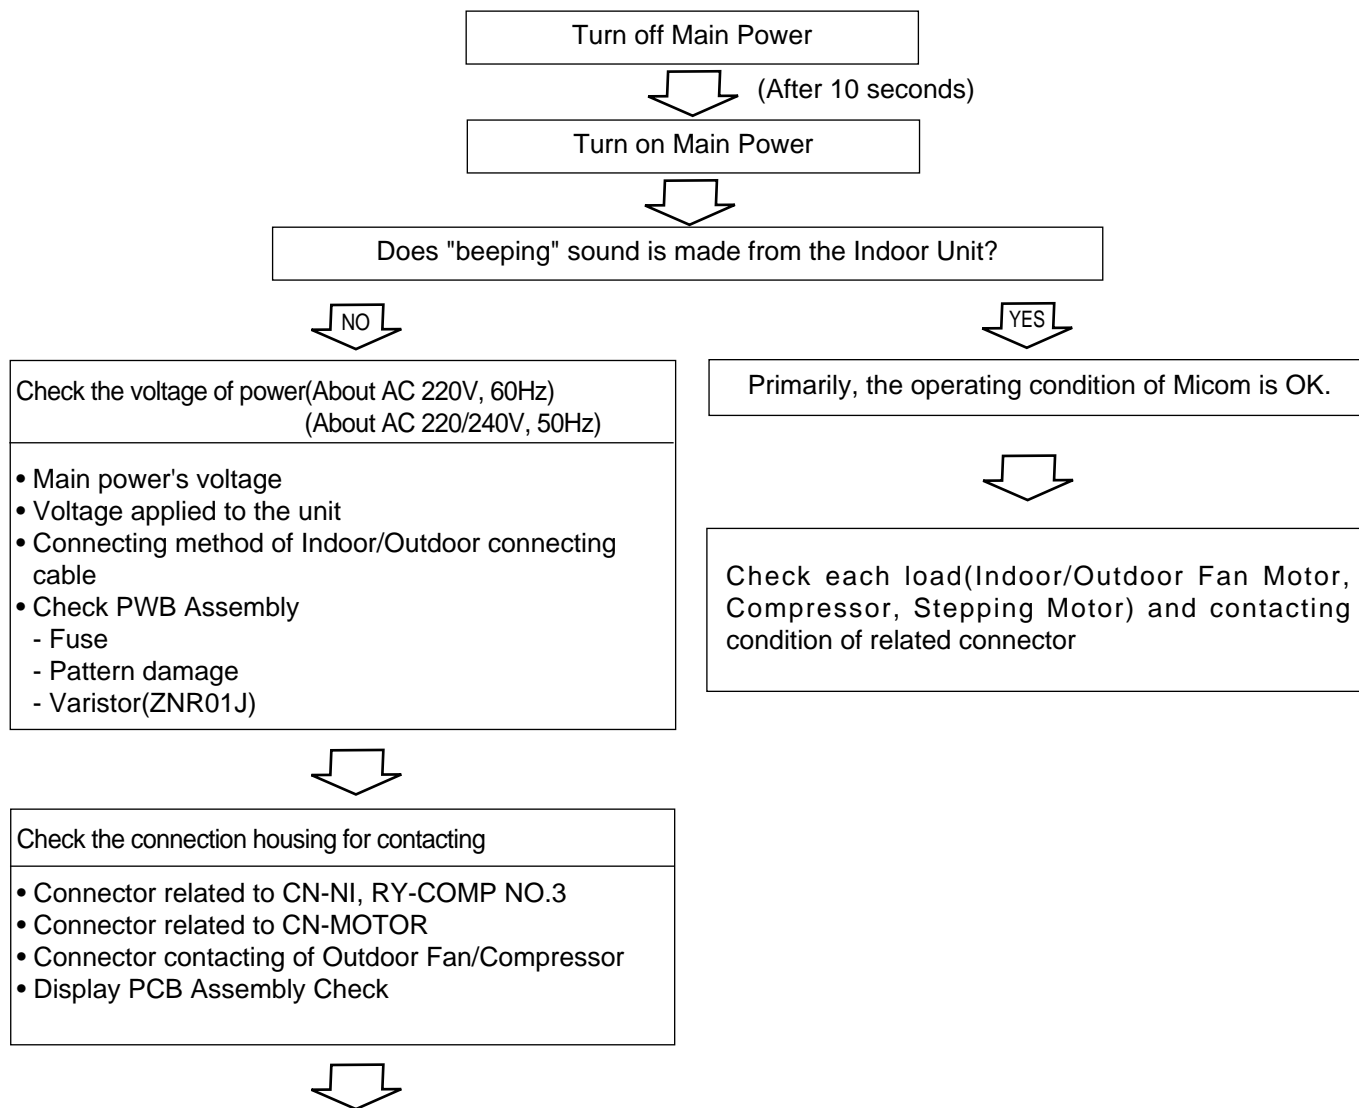 Turn off Main Power
(After 10 seconds)
Turn on Main Power
Does "beeping" sound is made from the Indoor Unit?
NO
Check the voltage of power(About AC 220V, 60Hz)
(About AC 220/240V, 50Hz)
• Main power's voltage
• Voltage applied to the unit
• Connecting method of Indoor/Outdoor connecting
cable
• Check PWB Assembly
- Fuse
- Pattern damage
- Varistor(ZNR01J)
Check the connection housing for contacting
• Connector related to CN-NI, RY-COMP NO.3
• Connector related to CN-MOTOR
• Connector contacting of Outdoor Fan/Compressor
• Display PCB Assembly Check
YES
Primarily, the operating condition of Micom is OK.
Check each load(Indoor/Outdoor Fan Motor,
Compressor, Stepping Motor) and contacting
condition of related connector